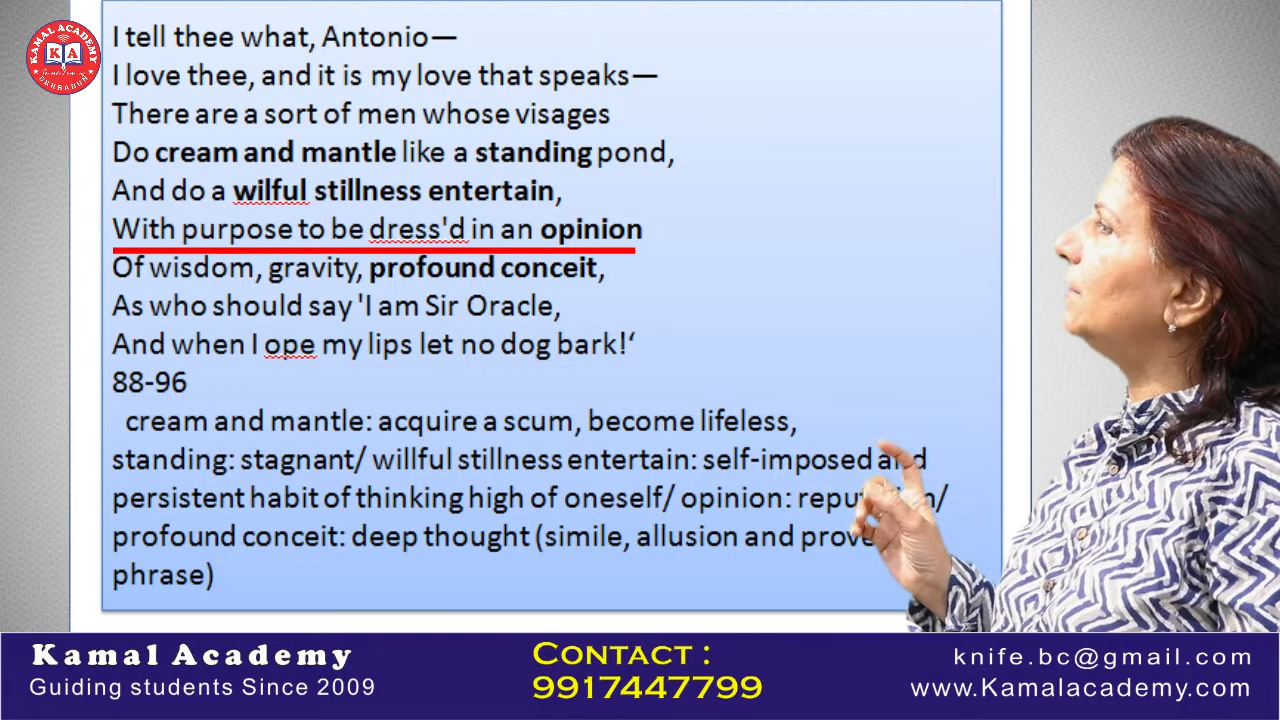 KAMAL ACADEMY
K A
DEHRADUN
I tell thee what, Antonio—
I love thee, and it is my love that speaks—
There are a sort of men whose visages
Do cream and mantle like a standing pond,
And do a wilful stillness entertain,
With purpose to be dress'd in an opinion
Of wisdom, gravity, profound conceit,
As who should say 'I am Sir Oracle,
And when I ope my lips let no dog bark!‘
88-96
cream and mantle: acquire a scum, become lifeless,
standing: stagnant/ willful stillness entertain: self-imposed and
persistent habit of thinking high of oneself/ opinion:
profound conceit: deep thought (simile, allusion and
phrase)
Kamal Academy
Guiding students Since 2009
CONTACT :
9917447799
knife.bc@gmail.com
www.Kamalacademy.com